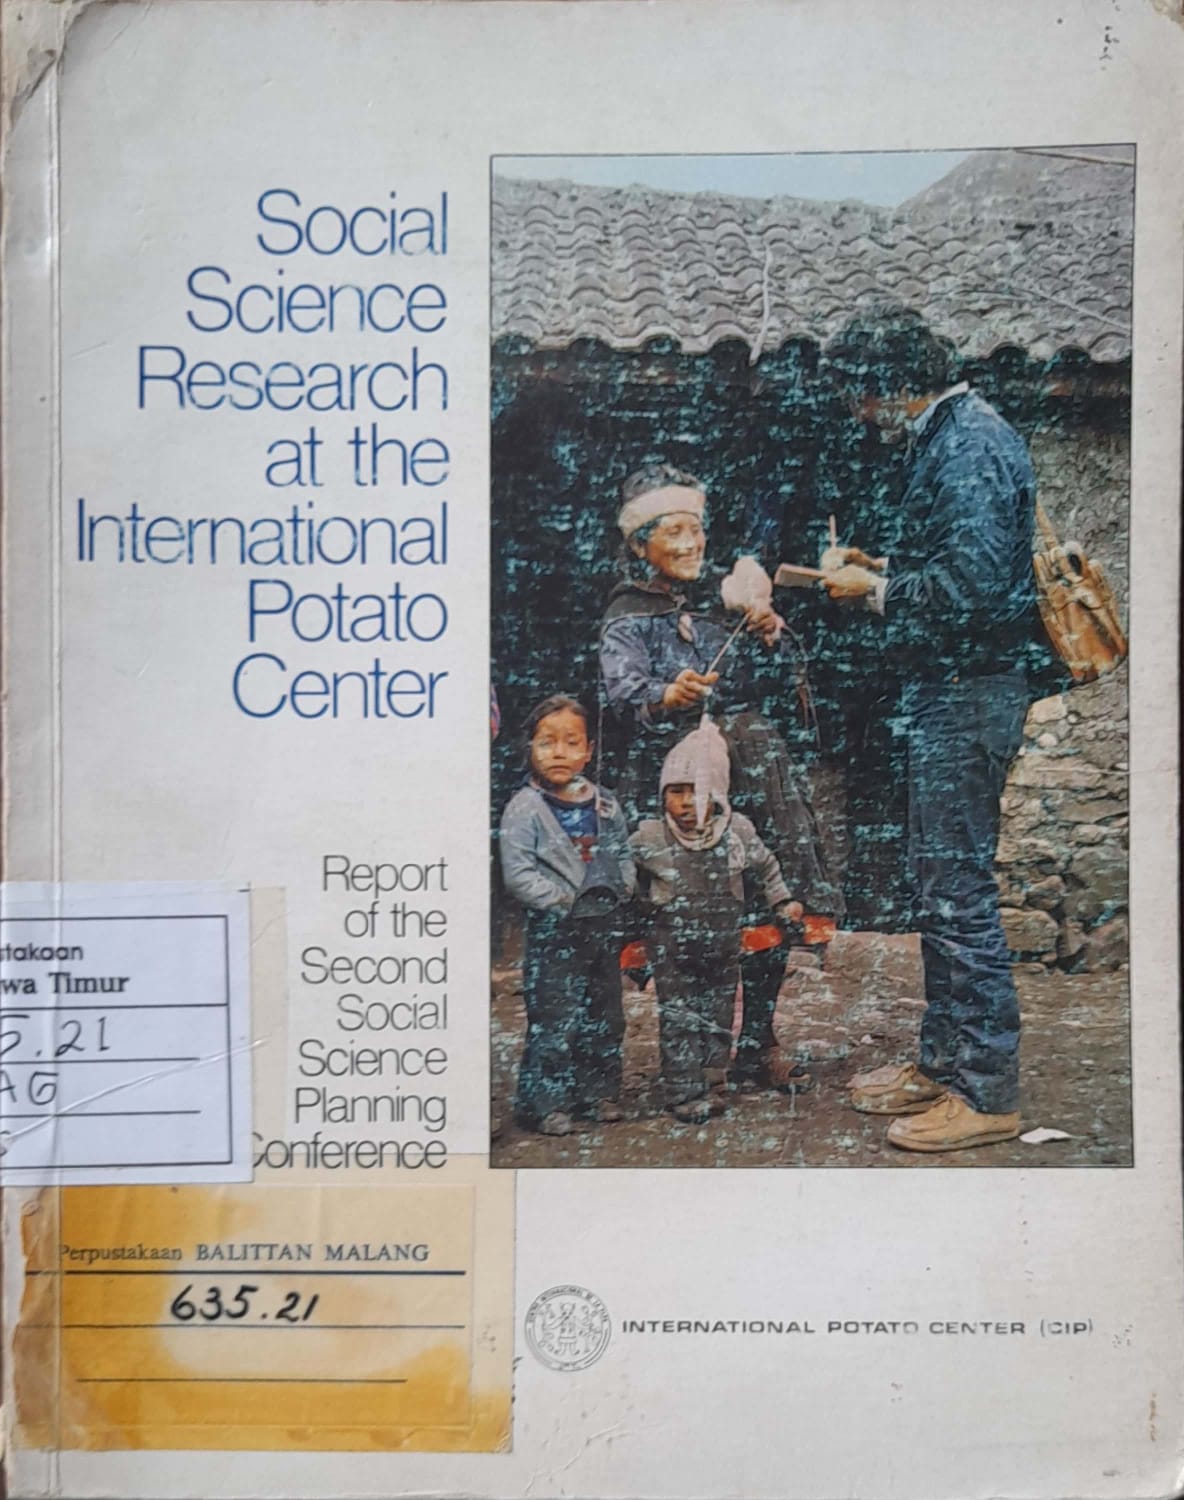 Social
Science
Research
at the
International
Potato
Center
Report
of the
Second
Social
Science
Planning
Conference
stakaan
wa Timur
5.21
AG
Perpustakaan BALITTAN MALANG
635.21
INTERNATIONAL POTATO CENTER (CIP)